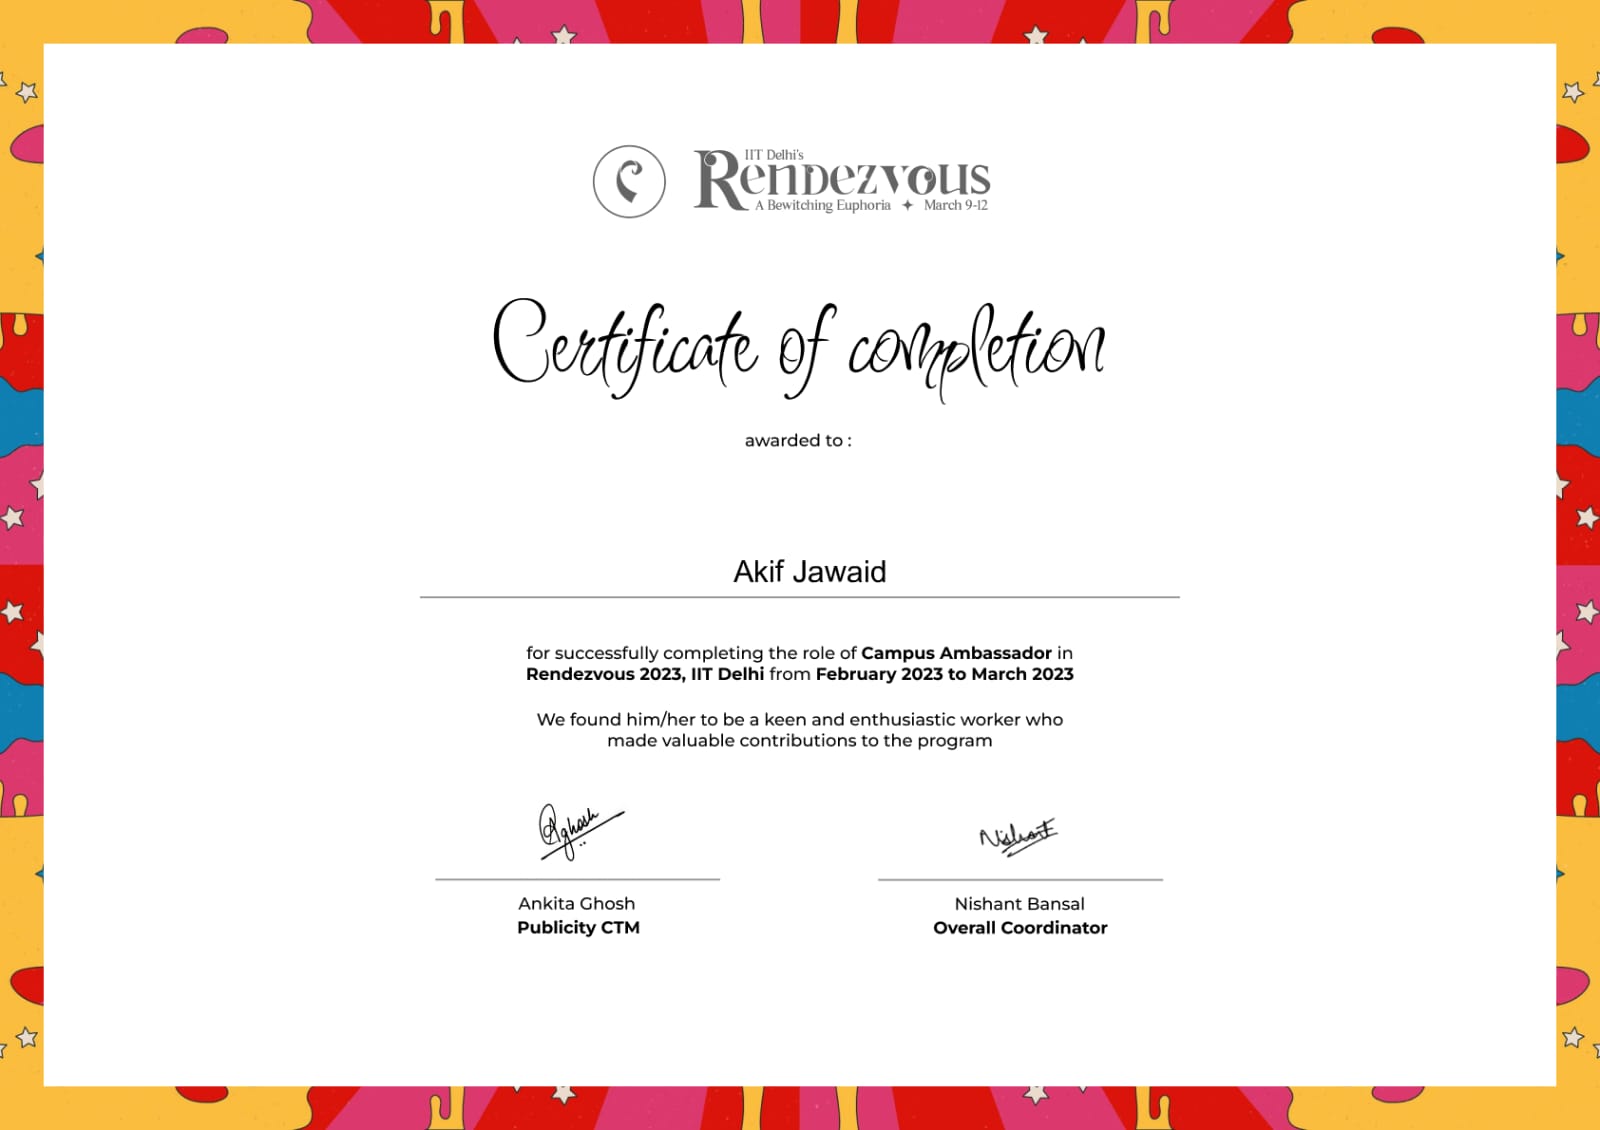 IIT Delhi's
Rendezvous
A Bewitching Euphoria ✦ March 9-12
Certificate of completion
awarded to :
Akif Jawaid
for successfully completing the role of Campus Ambassador in
Rendezvous 2023, IIT Delhi from February 2023 to March 2023
We found him/her to be a keen and enthusiastic worker who
made valuable contributions to the program
AGhosh
Nishant
Ankita Ghosh
Publicity CTM
Nishant Bansal
Overall Coordinator